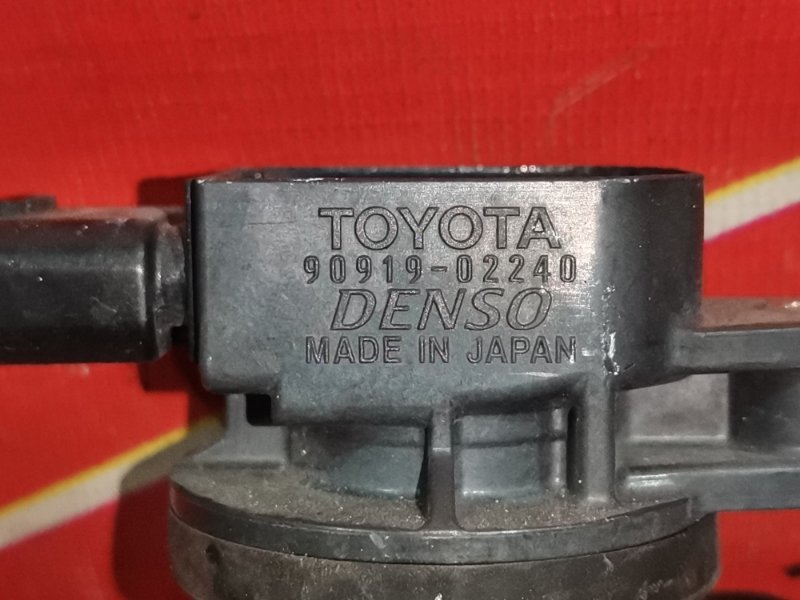 TOYOTA
90919-02240
DENSO
MADE IN JAPAN